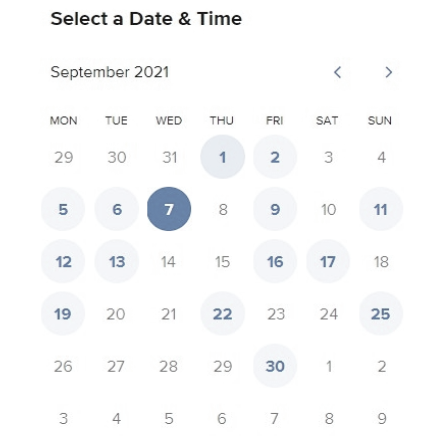 Select a Date & Time
September 2021
MON TUE WED THU FRI SAT SUN
29 30 31 1 2 3 4
5 6 7 8 9 10 11
12 13 14 15 16 17 18
19 20 21 22 23 24 25
26 27 28 29 30 1 2
3 4 5 6 7 8 9